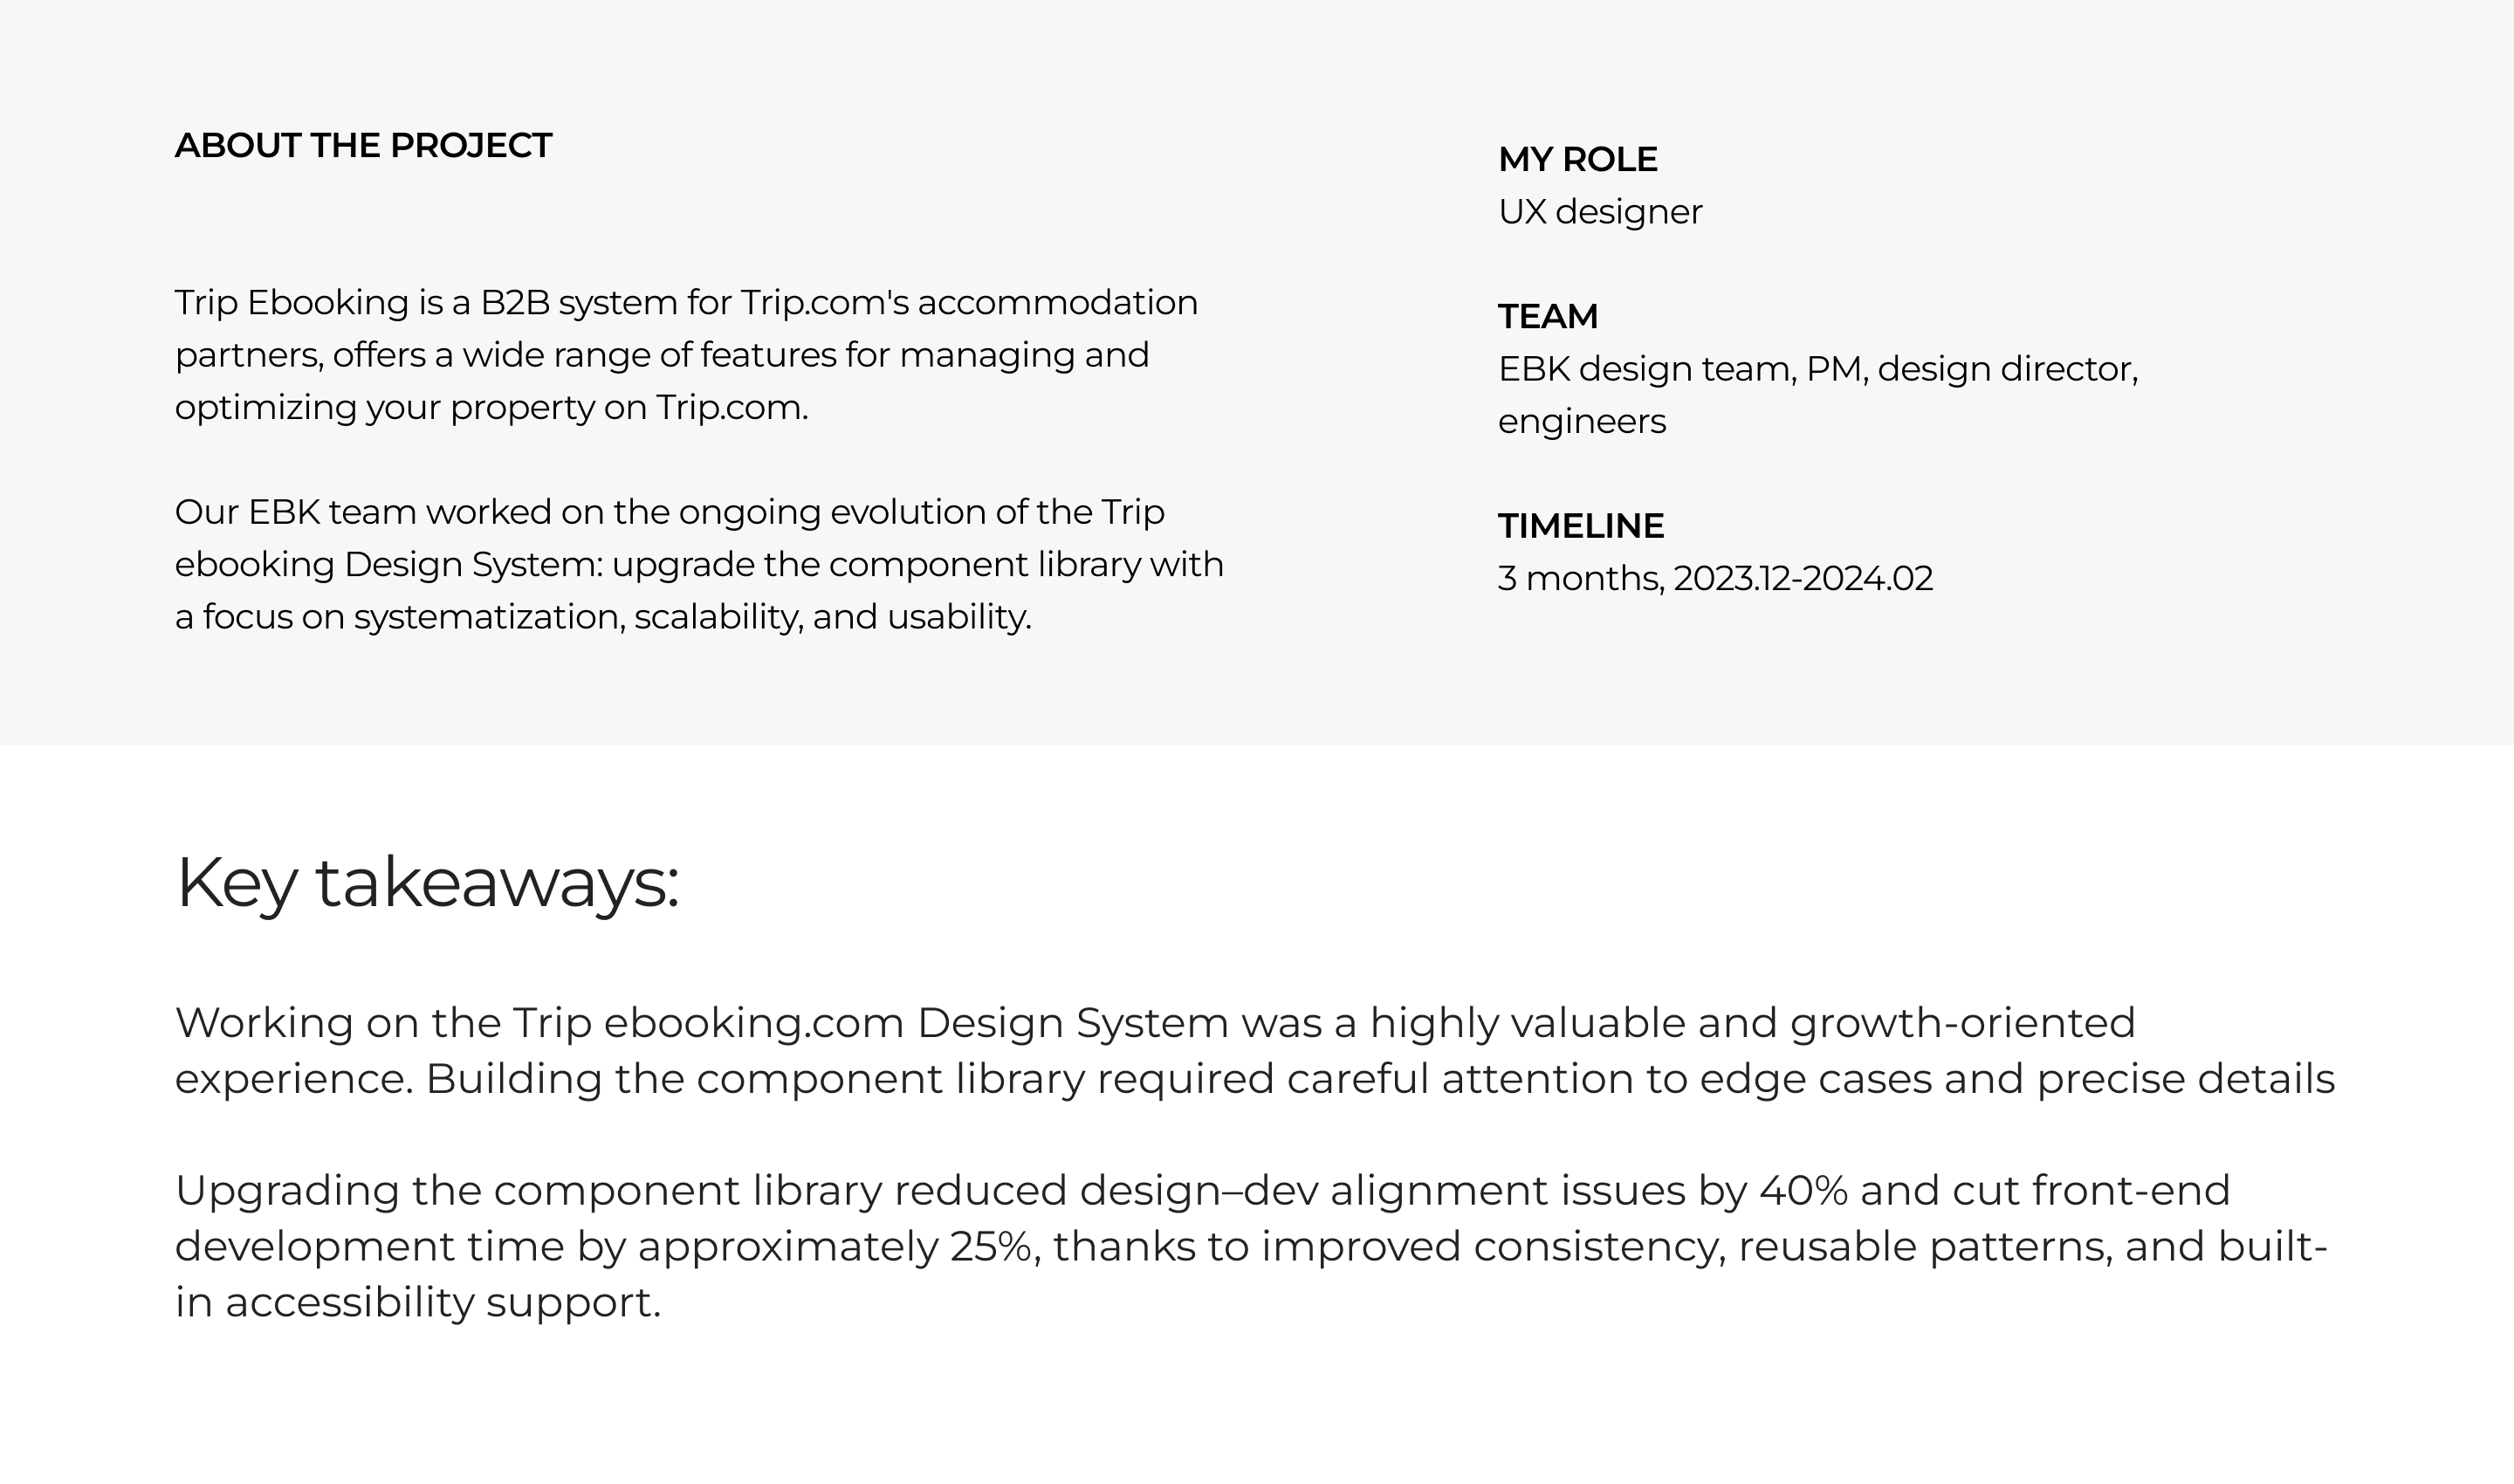 ABOUT THE PROJECT
Trip Ebooking is a B2B system for Trip.com's accommodation
partners, offers a wide range of features for managing and
optimizing your property on Trip.com.
Our EBK team worked on the ongoing evolution of the Trip
ebooking Design System: upgrade the component library with
a focus on systematization, scalability, and usability.
MY ROLE
UX designer
TEAM
EBK design team, PM, design director,
engineers
TIMELINE
3 months, 2023.12-2024.02
Key takeaways:
Working on the Trip ebooking.com Design System was a highly valuable and growth-oriented
experience. Building the component library required careful attention to edge cases and precise details
Upgrading the component library reduced design–dev alignment issues by 40% and cut front-end
development time by approximately 25%, thanks to improved consistency, reusable patterns, and built-
in accessibility support.